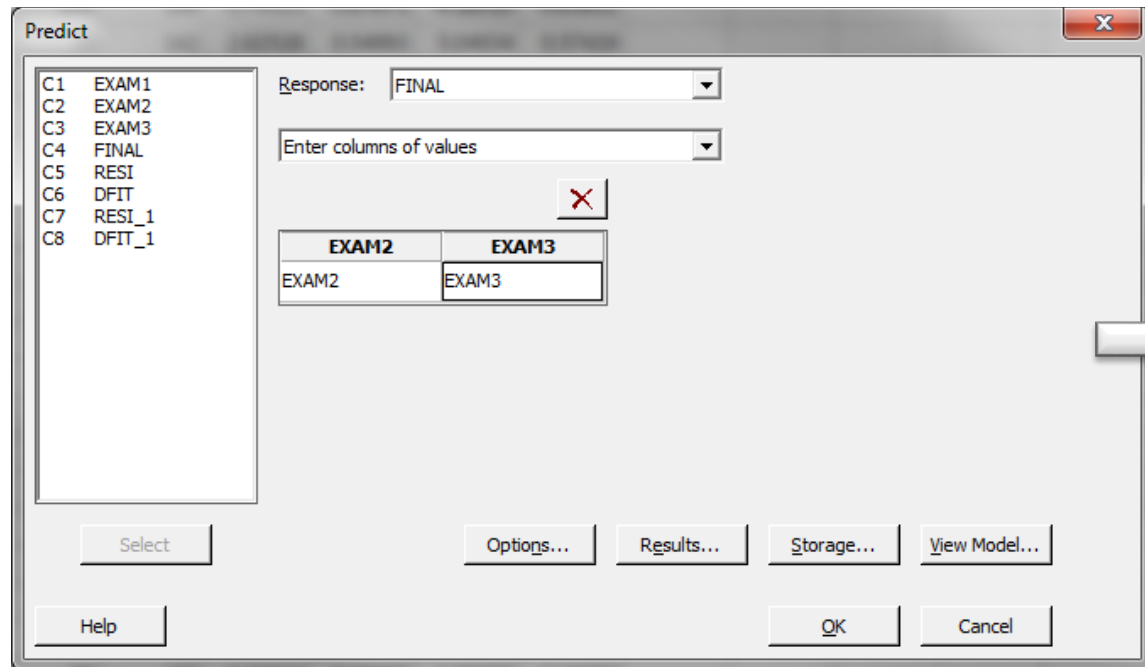 Predict
X
C1 EXAM1
C2 EXAM2
C3 EXAM3
C4 FINAL
C5 RESI
C6 DFIT
C7 RESI_1
C8 DFIT_1
Response: FINAL
Enter columns of values
EXAM2 EXAM3
EXAM2 EXAM3
Select
Options... Results... Storage... View Model...
Help
OK Cancel